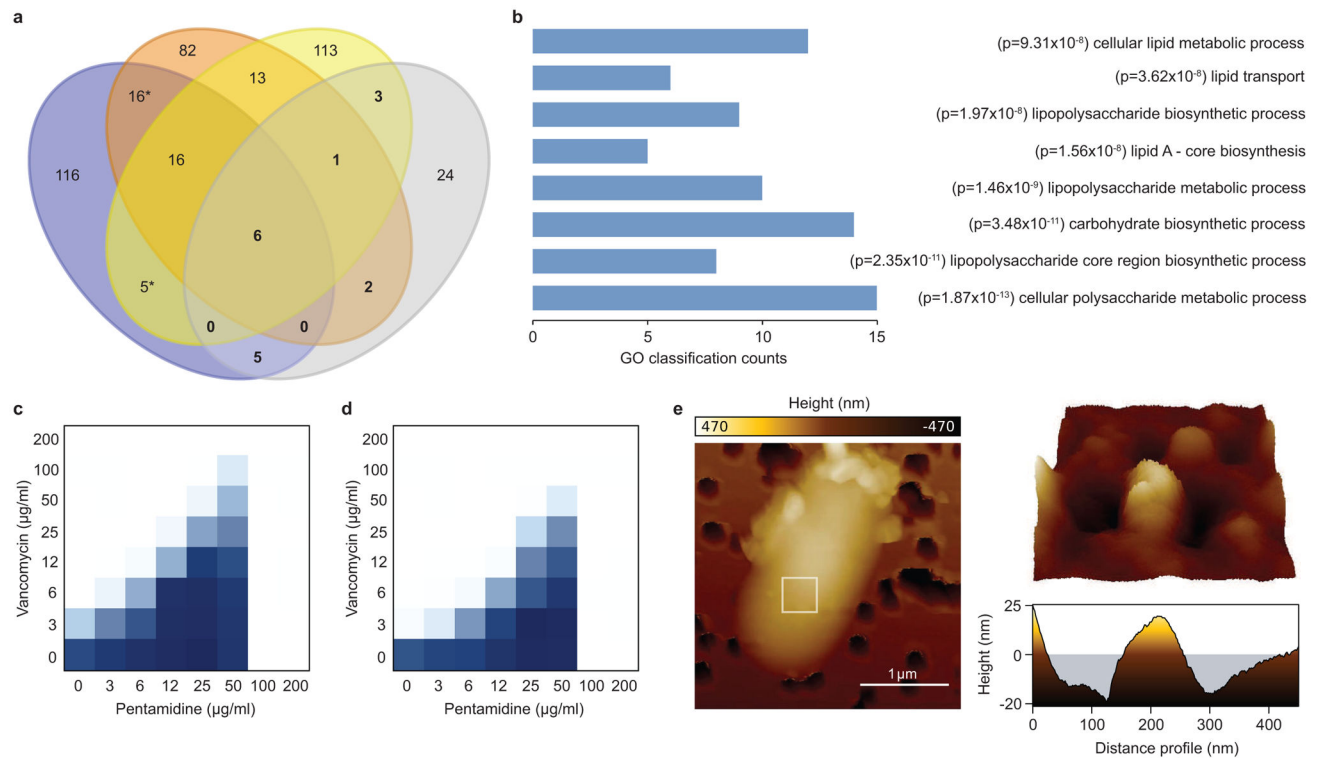 a
82
113
13
16*
3
16
1
116
24
6
5*
2
0
0
5
b
(p=9.31x10-8) cellular lipid metabolic process
(p=3.62x10-8) lipid transport
(p=1.97x10-8) lipopolysaccharide biosynthetic process
(p=1.56x10-8) lipid A - core biosynthesis
(p=1.46x10-9) lipopolysaccharide metabolic process
(p=3.48x10-11) carbohydrate biosynthetic process
(p=2.35x10-11) lipopolysaccharide core region biosynthetic process
(p=1.87x10-13) cellular polysaccharide metabolic process
0 5 10 15
GO classification counts
c
Vancomycin (µg/ml)
200
100
50
25
12
6
3
0
0 3 6 12 25 50 100 200
Pentamidine (µg/ml)
d
Vancomycin (µg/ml)
200
100
50
25
12
6
3
0
0 3 6 12 25 50 100 200
Pentamidine (µg/ml)
e
Height (nm)
470 -470
1µm
Height (nm)
25
0
-20
0 100 200 300 400
Distance profile (nm)